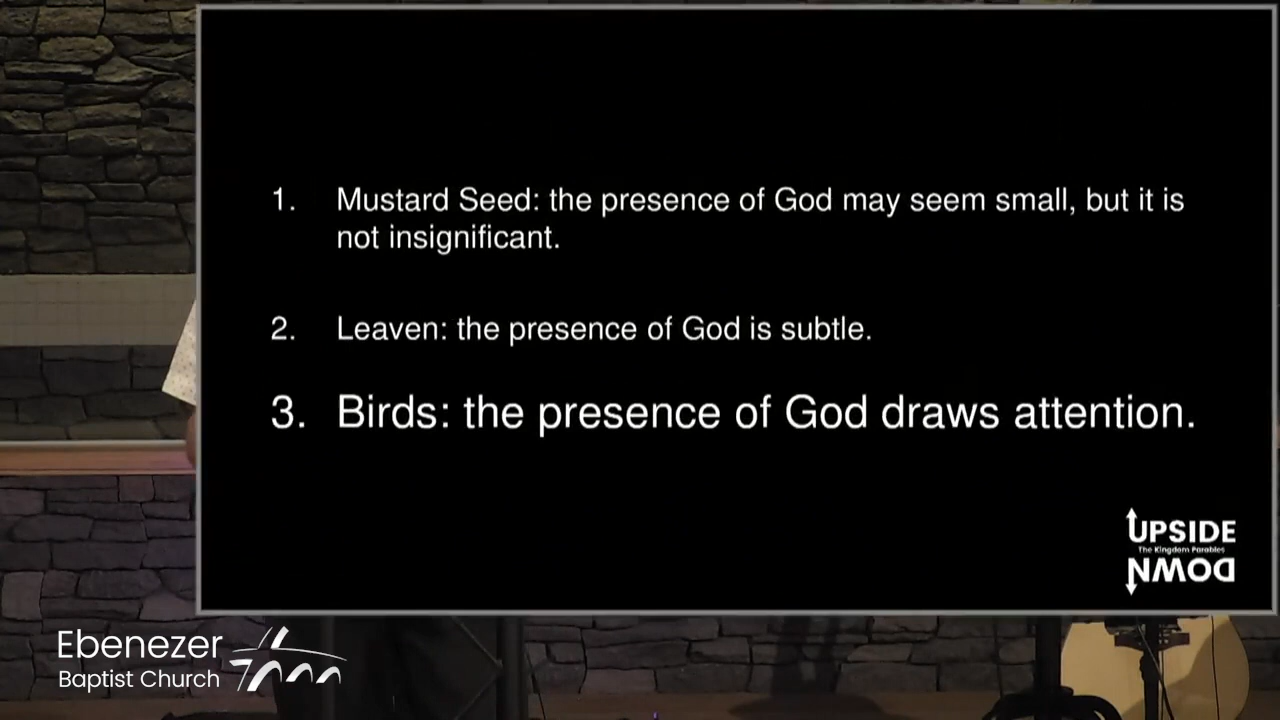 1. Mustard Seed: the presence of God may seem small, but it is
not insignificant.
2. Leaven: the presence of God is subtle.
3. Birds: the presence of God draws attention.
UPSIDE
The Kingdom Parables
DOWN
Ebenezer
Baptist Church